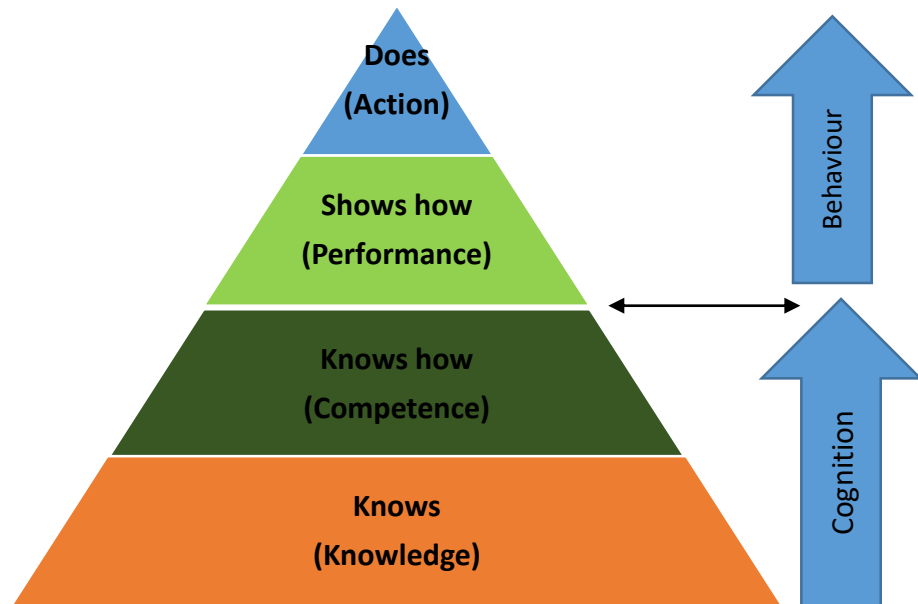 Does
(Action)
Shows how
(Performance)
Knows how
(Competence)
Knows
(Knowledge)
Behaviour
Cognition